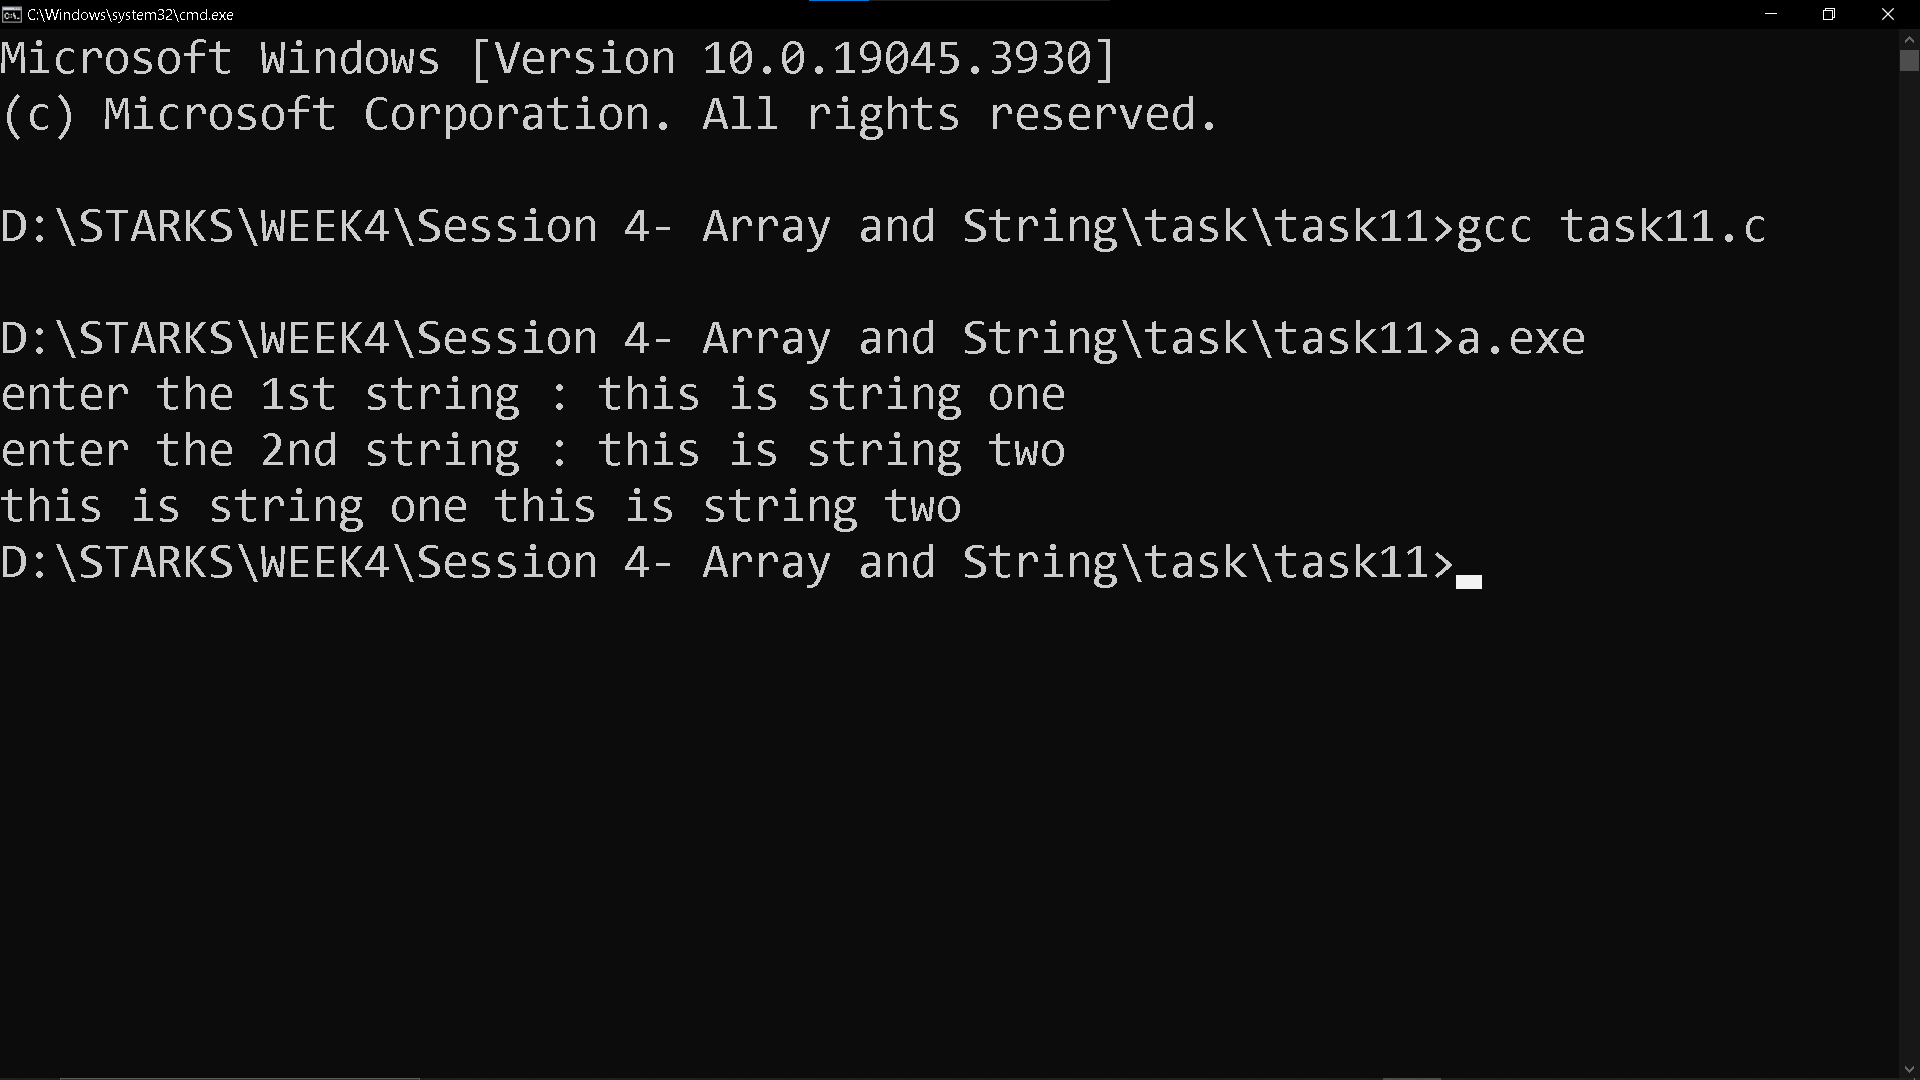 C:\Windows\system32\cmd.exe
Microsoft Windows [Version 10.0.19045.3930]
(c) Microsoft Corporation. All rights reserved.
D:\STARKS\WEEK4\Session 4- Array and String\task\task11>gcc task11.c
D:\STARKS\WEEK4\Session 4- Array and String\task\task11>a.exe
enter the 1st string : this is string one
enter the 2nd string : this is string two
this is string one this is string two
D:\STARKS\WEEK4\Session 4- Array and String\task\task11>